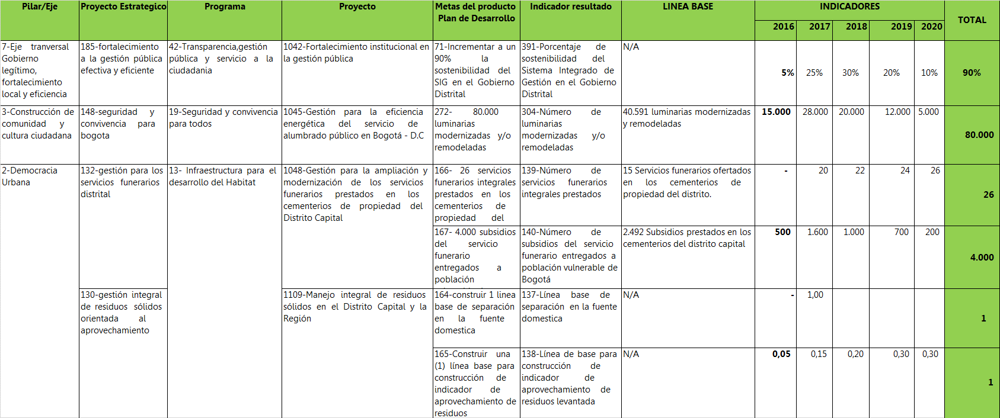 Pilar/Eje
Proyecto Estrategico
Programa
Proyecto
Metas del producto
Plan de Desarrollo
Indicador resultado
LINEA BASE
INDICADORES
TOTAL
2016 2017 2018 2019 2020
7-Eje tranversal
Gobierno
legítimo,
fortalecimiento
local y eficiencia
185-fortalecimiento
a la gestión pública
efectiva y eficiente
42-Transparencia,gestión
pública y servicio a la
ciudadania
1042-Fortalecimiento institucional en
la gestión pública
71-Incrementar a un
90% la
sostenibilidad del
SIG en el Gobierno
Distrital
391-Porcentaje de
sostenibilidad del
Sistema Integrado de
Gestión en el Gobierno
Distrital
N/A
5% 25% 30% 20% 10% 90%
3-Construcción de
comunidad y
cultura ciudadana
148-seguridad y
convivencia para
bogota
19-Seguridad y convivencia
para todos
1045-Gestión para la eficiencia
energética del servicio de
alumbrado público en Bogotá - D.C
272- 80.000
luminarias
modernizadas y/o
remodeladas
304-Número de
luminarias
modernizadas y/o
remodeladas
40.591 luminarias modernizadas
y remodeladas
15.000 28.000 20.000 12.000 5.000
80.000
2-Democracia
Urbana
132-gestión para los
servicios funerarios
distrital
13- Infraestructura para el
desarrollo del Habitat
1048-Gestión para la ampliación y
modernización de los servicios
funerarios prestados en los
cementerios de propiedad del
Distrito Capital
166- 26 servicios
funerarios integrales
prestados en los
cementerios de
propiedad del
139-Número de
servicios funerarios
integrales prestados
15 Servicios funerarios ofertados
en los cementerios de
propiedad del distrito.
- 20 22 24 26
26
167- 4.000 subsidios
del servicio
funerario
entregados a
población
140-Número de
subsidios del servicio
funerario entregados a
población vulnerable de
Bogotá
2.492 Subsidios prestados en los
cementerios del distrito capital
500 1.600 1.000 700 200
4.000
130-gestión integral
de residuos sólidos
orientada al
aprovechamiento
1109-Manejo integral de residuos
sólidos en el Distrito Capital y la
Región
164-construir 1 linea
base de separación
en la fuente
domestica
137-Línea base de
separación en la fuente
domestica
N/A
- 1,00
1
165-Construir una
(1) línea base para
construcción de
indicador de
aprovechamiento de
residuos
138-Línea de base para
construcción de
indicador de
aprovechamiento de
residuos levantada
N/A
0,05 0,15 0,20 0,30 0,30
1